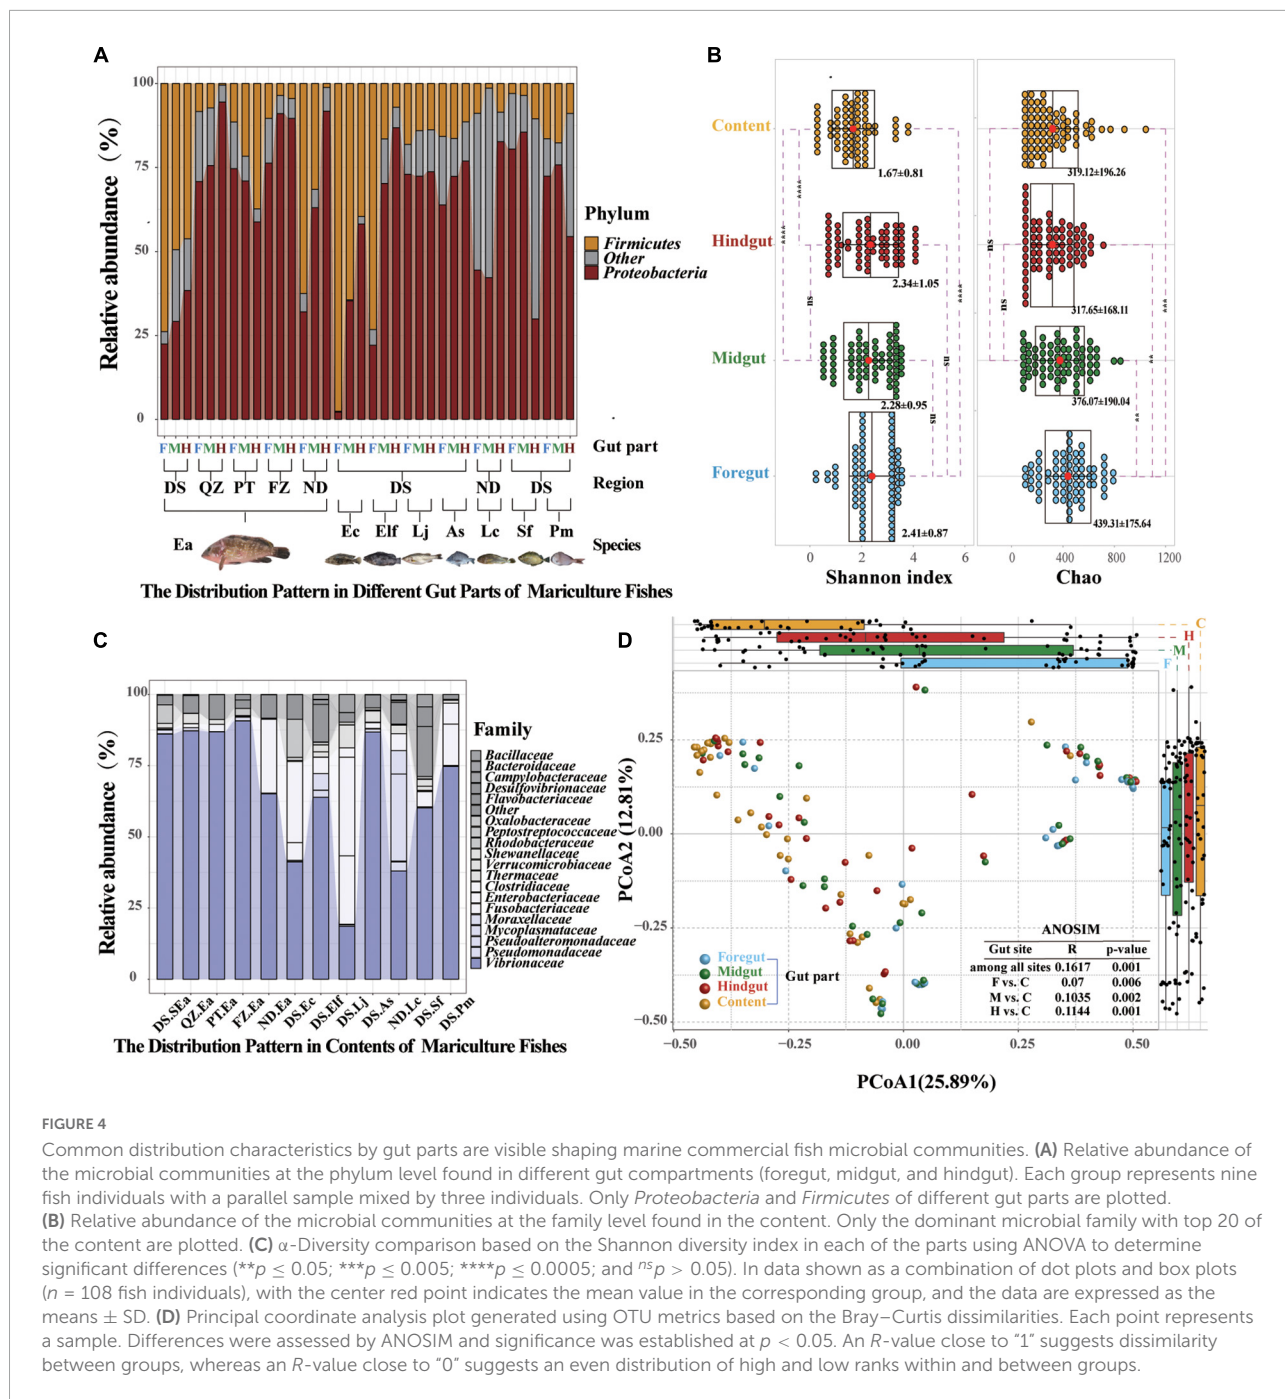 A
Relative abundance (%)
100
75
50
25
0
Phylum
Firmicutes
Other
Proteobacteria
F M H F M H F M H F M H F M H F M H F M H F M H F M H F M H F M H F M H
Gut part
DS QZ PT FZ ND DS ND DS
Region
Ea Ec Elf Lj As Lc Sf Pm
Species
The Distribution Pattern in Different Gut Parts of Mariculture Fishes
B
Content
1.67±0.81
319.12±196.26
Hindgut
2.34±1.05
317.65±168.11
Midgut
2.28±0.95
376.07±190.04
Foregut
2.41±0.87
439.31±175.64
****
****
ns
ns
ns
****
ns
ns
**
**
***
0 2 4 6
0 400 800 1200
Shannon index
Chao
C
Relative abundance (%)
100
75
50
25
0
Family
Bacillaceae
Bacteroidaceae
Campylobacteraceae
Desulfovibrionaceae
Flavobacteriaceae
Other
Oxalobacteraceae
Peptostreptococcaceae
Rhodobacteraceae
Shewanellaceae
Verrucomicrobiaceae
Thermaceae
Clostridiaceae
Enterobacteriaceae
Fusobacteriaceae
Moraxellaceae
Mycoplasmataceae
Pseudoalteromonadaceae
Pseudomonadaceae
Vibrionaceae
DS.SEa QZ.Ea PT.Ea FZ.Ea ND.Ea DS.Ec DS.Elf DS.Lj DS.As ND.Lc DS.Sf DS.Pm
The Distribution Pattern in Contents of Mariculture Fishes
D
C
H
M
F
PCoA2 (12.81%)
0.25
0.00
−0.25
−0.50
Foregut
Midgut
Hindgut
Content
Gut part
ANOSIM
Gut site R p-value
among all sites 0.1617 0.001
F vs. C 0.07 0.006
M vs. C 0.1035 0.002
H vs. C 0.1144 0.001
−0.50 −0.25 0.00 0.25 0.50
PCoA1(25.89%)
FIGURE 4
Common distribution characteristics by gut parts are visible shaping marine commercial fish microbial communities. (A) Relative abundance of
the microbial communities at the phylum level found in different gut compartments (foregut, midgut, and hindgut). Each group represents nine
fish individuals with a parallel sample mixed by three individuals. Only Proteobacteria and Firmicutes of different gut parts are plotted.
(B) Relative abundance of the microbial communities at the family level found in the content. Only the dominant microbial family with top 20 of
the content are plotted. (C) α-Diversity comparison based on the Shannon diversity index in each of the parts using ANOVA to determine
significant differences (**p ≤ 0.05; ***p ≤ 0.005; ****p ≤ 0.0005; and nsp > 0.05). In data shown as a combination of dot plots and box plots
(n = 108 fish individuals), with the center red point indicates the mean value in the corresponding group, and the data are expressed as the
means ± SD. (D) Principal coordinate analysis plot generated using OTU metrics based on the Bray–Curtis dissimilarities. Each point represents
a sample. Differences were assessed by ANOSIM and significance was established at p < 0.05. An R-value close to “1” suggests dissimilarity
between groups, whereas an R-value close to “0” suggests an even distribution of high and low ranks within and between groups.